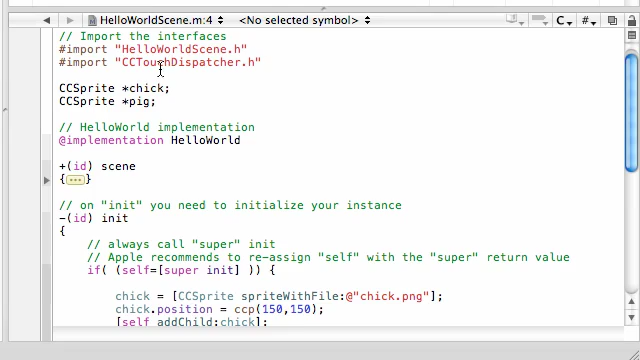 HelloWorldScene.m:4 <No selected symbol>
C
#
// Import the interfaces
#import "HelloWorldScene.h"
#import "CCTouchDispatcher.h"
CCSprite *chick;
CCSprite *pig;
// HelloWorld implementation
@implementation HelloWorld
+(id) scene
{...}
// on "init" you need to initialize your instance
-(id) init
{
// always call "super" init
// Apple recommends to re-assign "self" with the "super" return value
if( (self=[super init] )) {
chick = [CCSprite spriteWithFile:@"chick.png"];
chick.position = ccp(150,150);
[self addChild:chick];